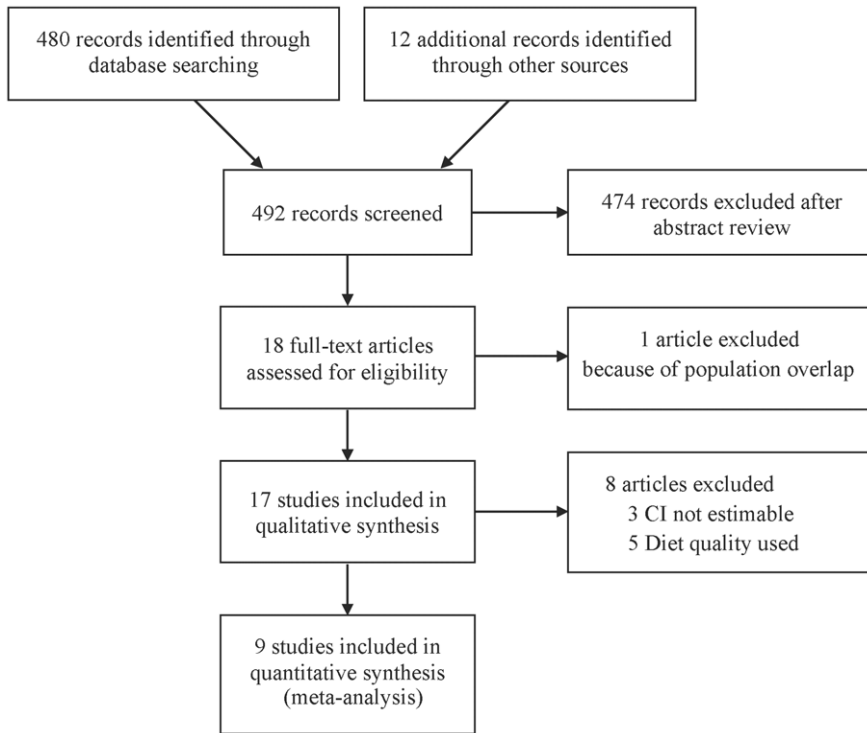 480 records identified through
database searching
12 additional records identified
through other sources
492 records screened
474 records excluded after
abstract review
18 full-text articles
assessed for eligibility
1 article excluded
because of population overlap
17 studies included in
qualitative synthesis
8 articles excluded
3 CI not estimable
5 Diet quality used
9 studies included in
quantitative synthesis
(meta-analysis)